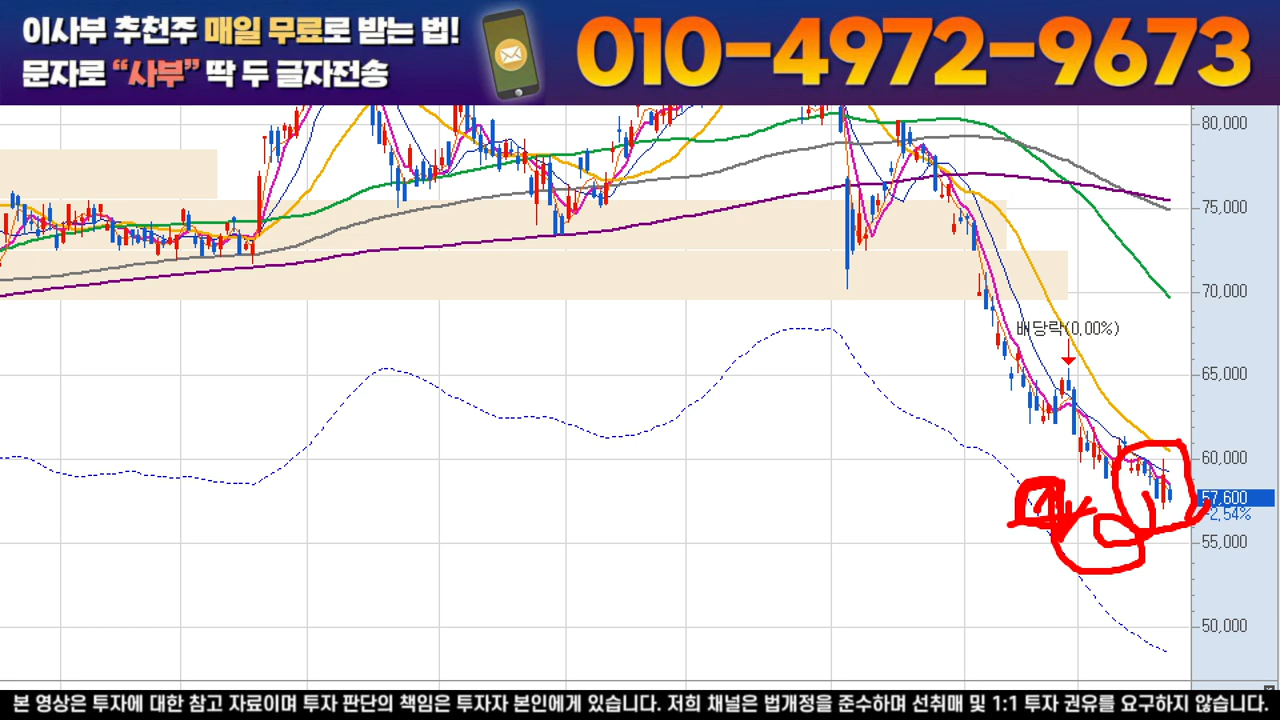 이사부 추천주 매일 무료로 받는 법!
문자로 “사부” 딱 두 글자전송
010-4972-9673
80,000
75,000
70,000
배당락(0,00%)
65,000
60,000
57,600
-2,54%
55,000
50,000
본 영상은 투자에 대한 참고 자료이며 투자 판단의 책임은 투자자 본인에게 있습니다. 저희 채널은 법개정을 준수하며 선취매 및 1:1 투자 권유를 요구하지 않습니다.